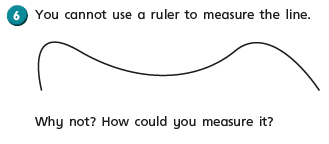 6 You cannot use a ruler to measure the line.
Why not? How could you measure it?